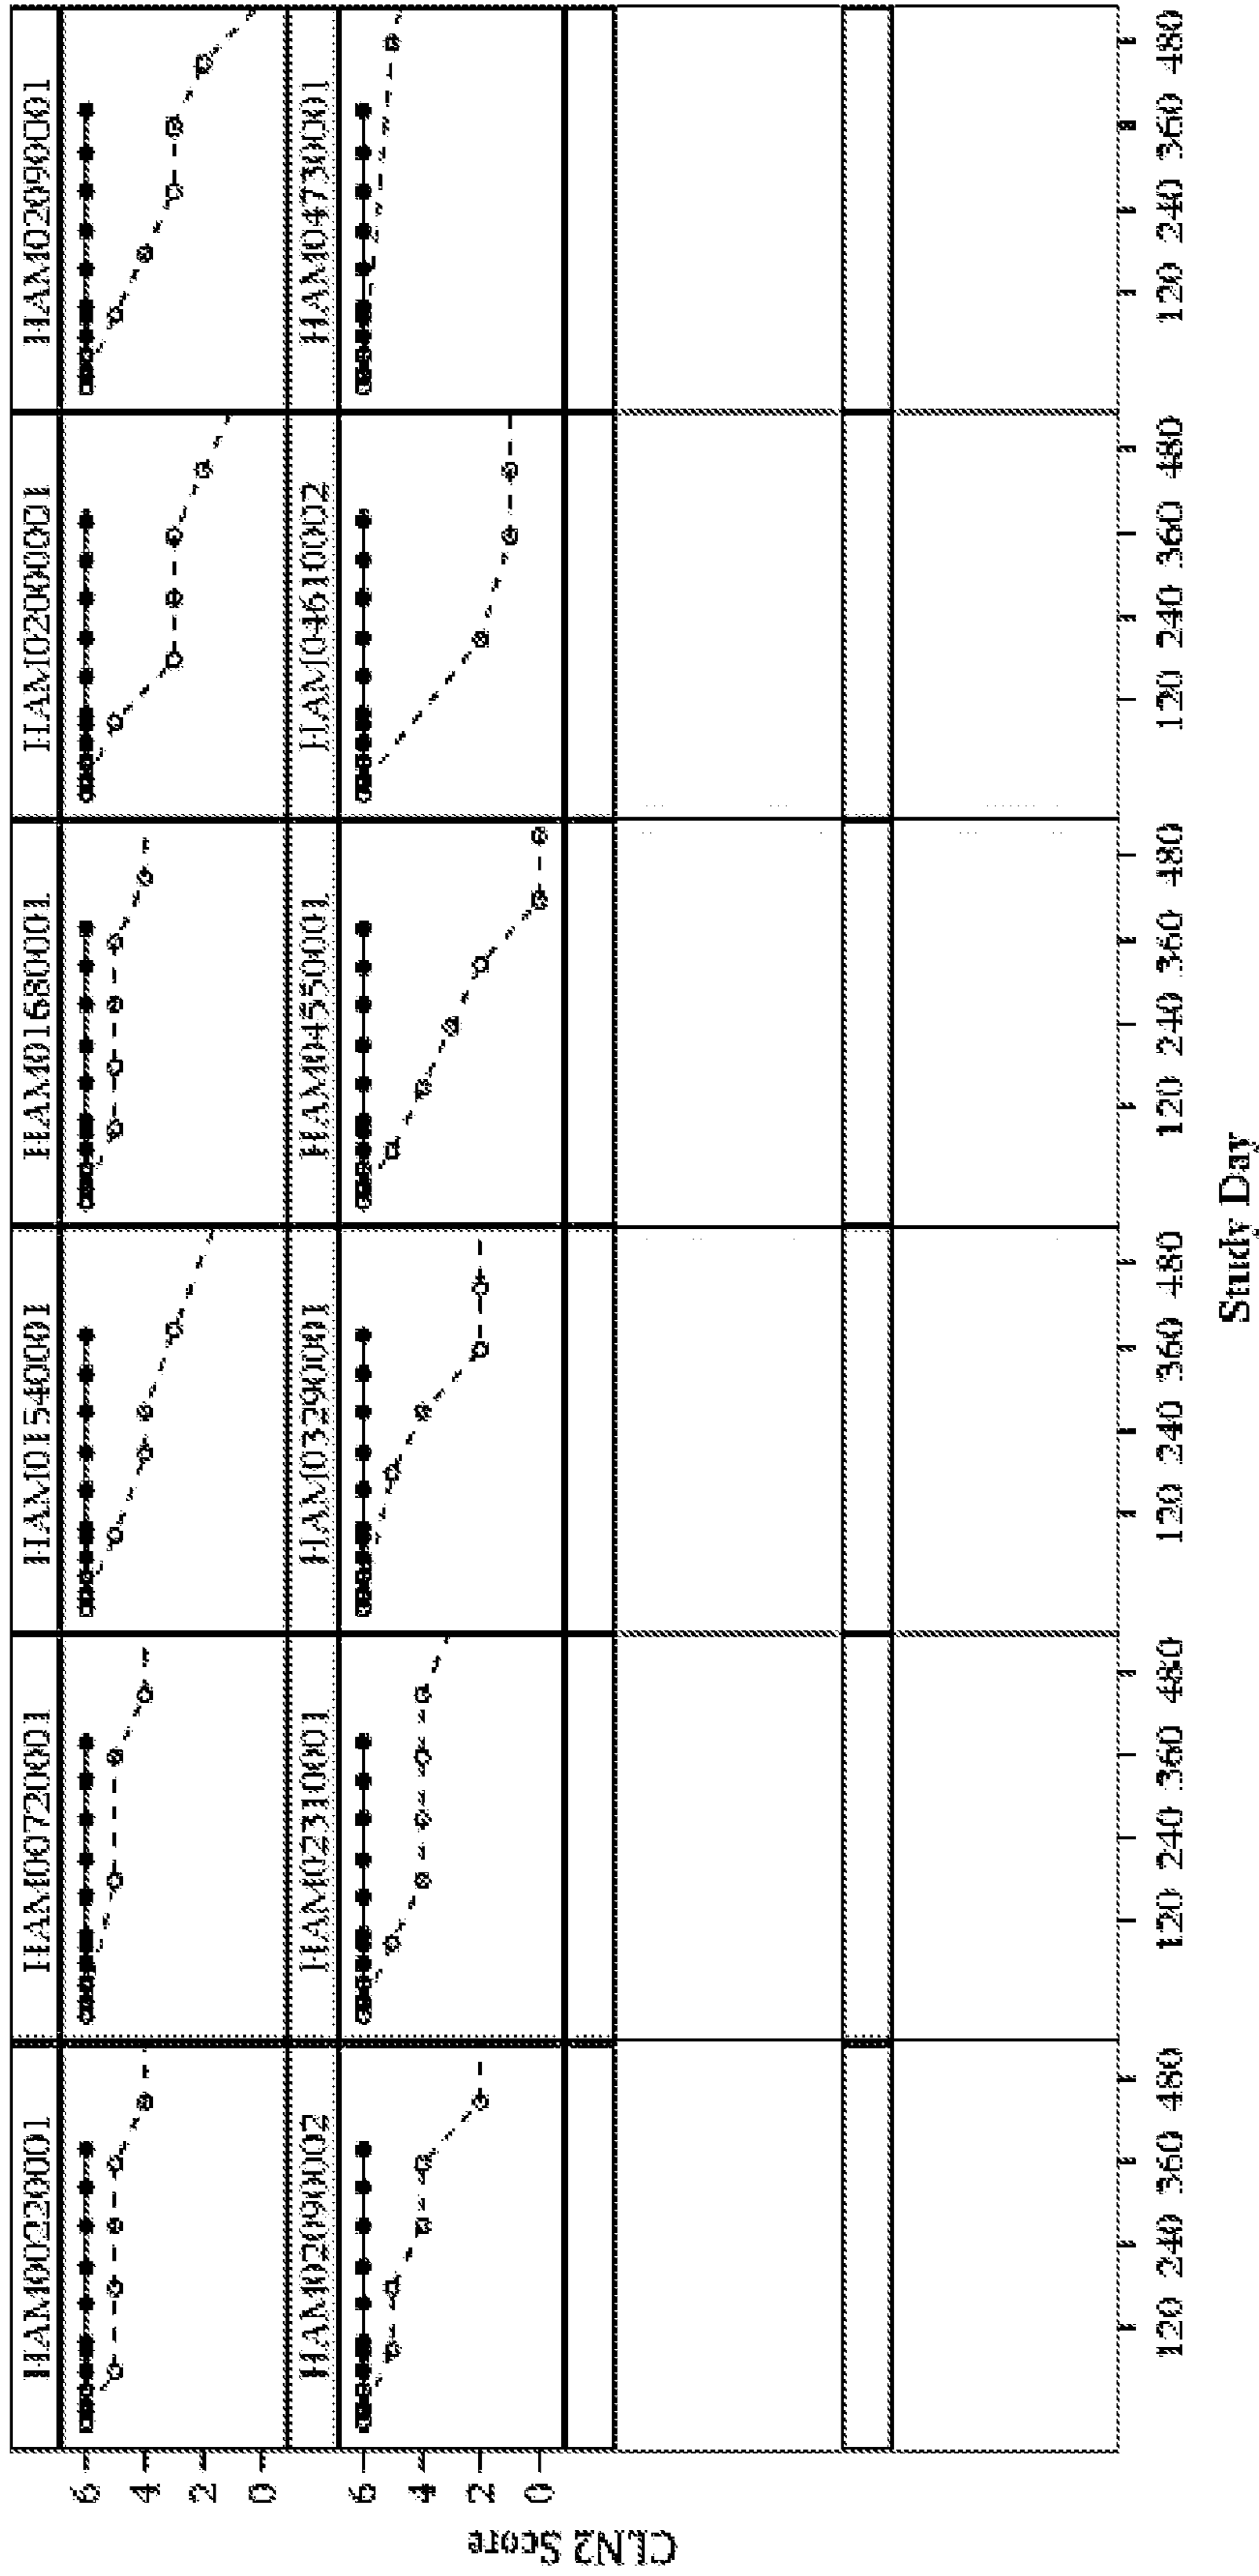 HAM00220001 HAM00720001 HAM01540001 HAM01680001 HAM02000001 HAM02090001
6
4
2
0
HAM02090002 HAM02310001 HAM03290001 HAM04550001 HAM04610002 HAM04730001
6
4
2
0
CLN2 Score
120 240 360 480 120 240 360 480 120 240 360 480 120 240 360 480 120 240 360 480 120 240 360 480
Study Day